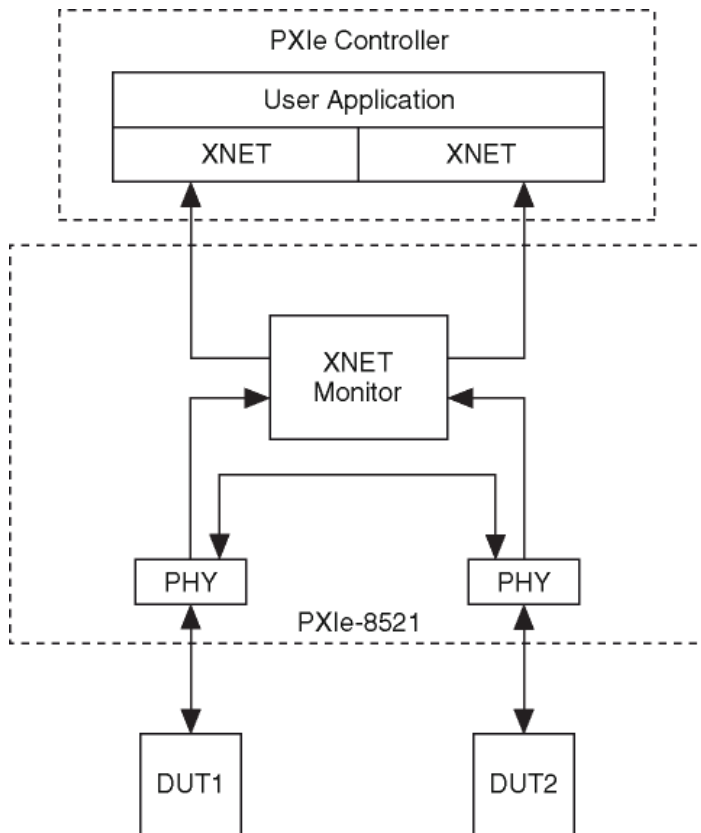 PXIe Controller
User Application
XNET
XNET
XNET
Monitor
PHY
PHY
PXIe-8521
DUT1
DUT2